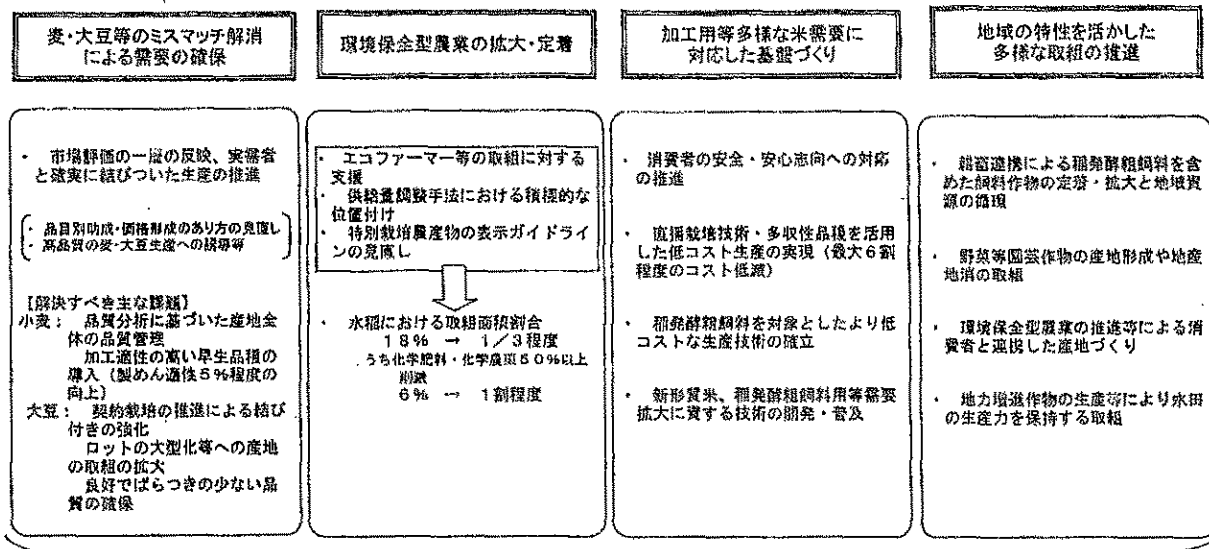 麦・大豆等のミスマッチ解消
による需要の確保
環境保全型農業の拡大・定着
加工用等多様な米需要に
対応した基盤づくり
地域の特性を活かした
多様な取組の推進
・ 市場評価の一層の反映、実需者
と確実に結びついた生産の推進
・ 品目別助成・価格形成のあり方の見直し
・ 高品質の麦・大豆生産への誘導等
【解決すべき主な課題】
小麦： 品質分析に基づいた産地全
体の品質管理
加工適性の高い早生品種の
導入（製めん適性５％程度の
向上）
大豆： 契約栽培の推進による結び
付きの強化
ロットの大型化等への産地
の取組の拡大
良好でばらつきの少ない品
質の確保
・ エコファーマー等の取組に対する
支援
・ 供給量調整手法における積極的な
位置付け
・ 特別栽培農産物の表示ガイドライ
ンの見直し
・ 水稲における取組面積割合
１８％ → １／３程度
うち化学肥料・化学農薬５０％以上
削減
６％ → １割程度
・ 消費者の安全・安心志向への対応
の推進
・ 直播栽培技術・多収性品種を活用
した低コスト生産の実現（最大６割
程度のコスト低減）
・ 稲発酵粗飼料を対象としたより低
コストな生産技術の確立
・ 新形質米、稲発酵粗飼料用等需要
拡大に資する技術の開発・普及
・ 耕畜連携による稲発酵粗飼料を含
めた飼料作物の定着・拡大と地域資
源の循環
・ 野菜等園芸作物の産地形成や地産
地消の取組
・ 環境保全型農業の推進等による消
費者と連携した産地づくり
・ 地力増進作物の生産等により水田
の生産力を保持する取組